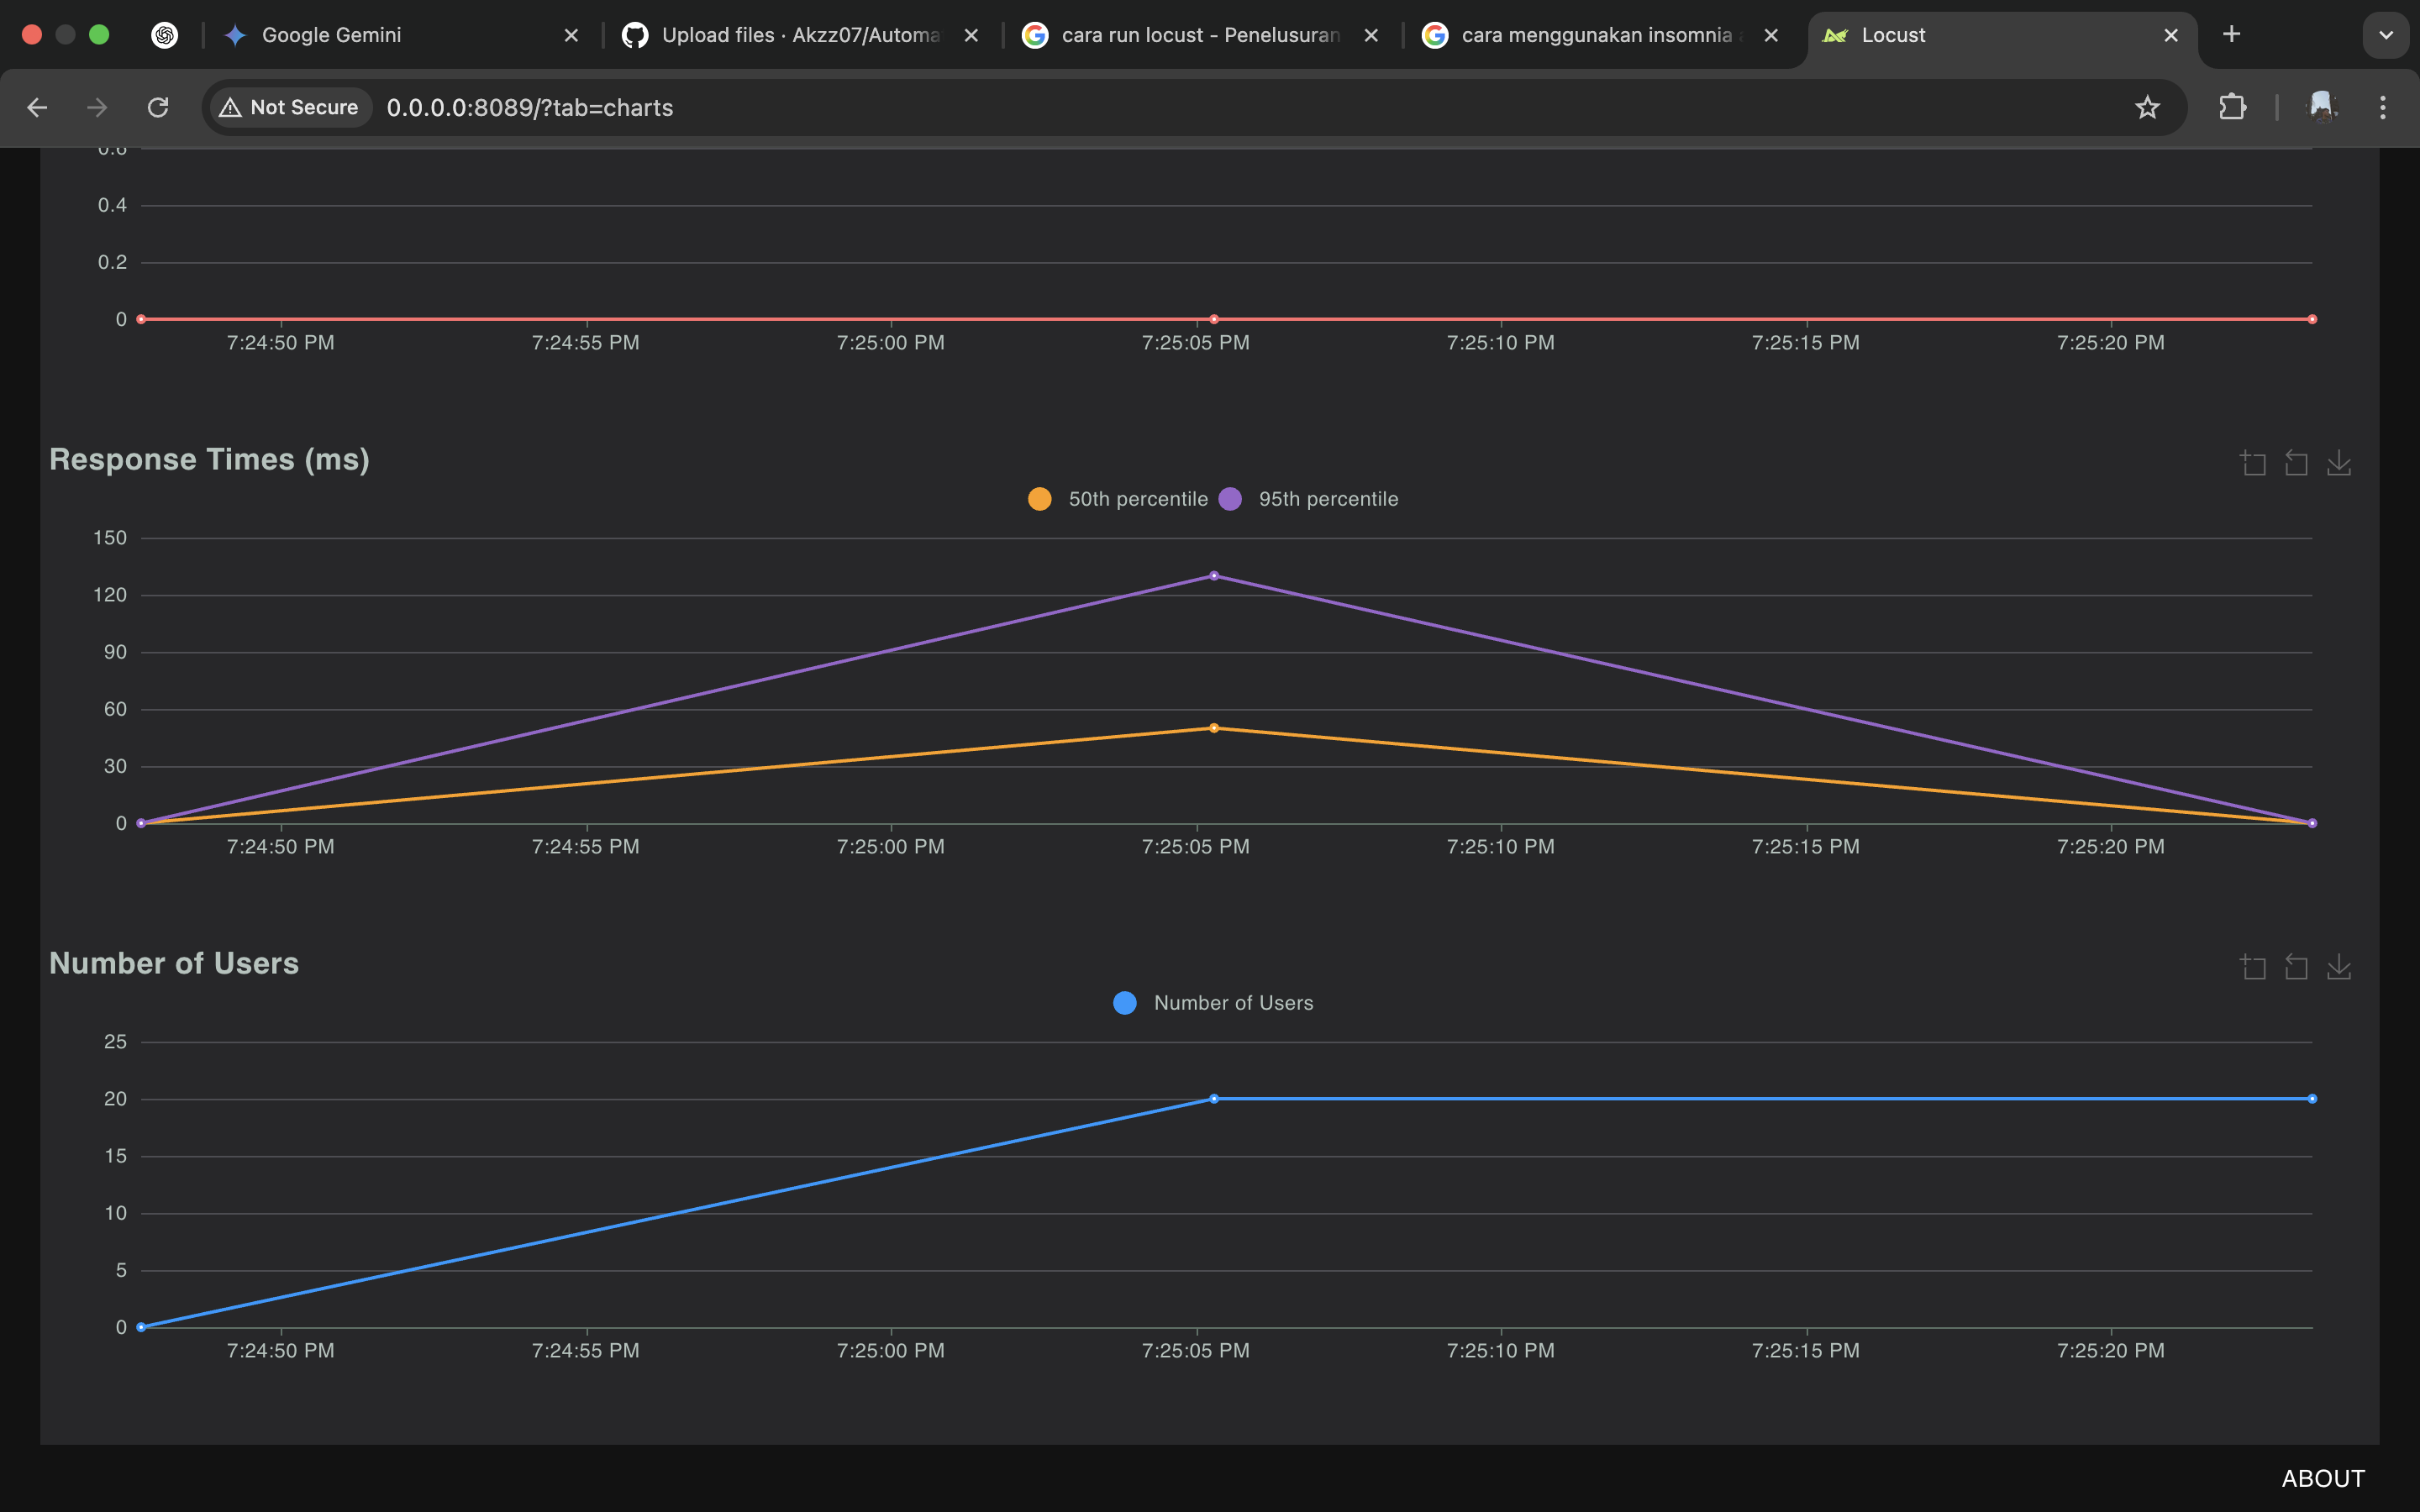 Google Gemini
Upload files · Akzz07/Automa
cara run locust - Penelusuran
cara menggunakan insomnia
Locust
Not Secure
0.0.0.0:8089/?tab=charts
0.6
0.4
0.2
0
7:24:50 PM 7:24:55 PM 7:25:00 PM 7:25:05 PM 7:25:10 PM 7:25:15 PM 7:25:20 PM
Response Times (ms)
50th percentile 95th percentile
150
120
90
60
30
0
7:24:50 PM 7:24:55 PM 7:25:00 PM 7:25:05 PM 7:25:10 PM 7:25:15 PM 7:25:20 PM
Number of Users
Number of Users
25
20
15
10
5
0
7:24:50 PM 7:24:55 PM 7:25:00 PM 7:25:05 PM 7:25:10 PM 7:25:15 PM 7:25:20 PM
ABOUT